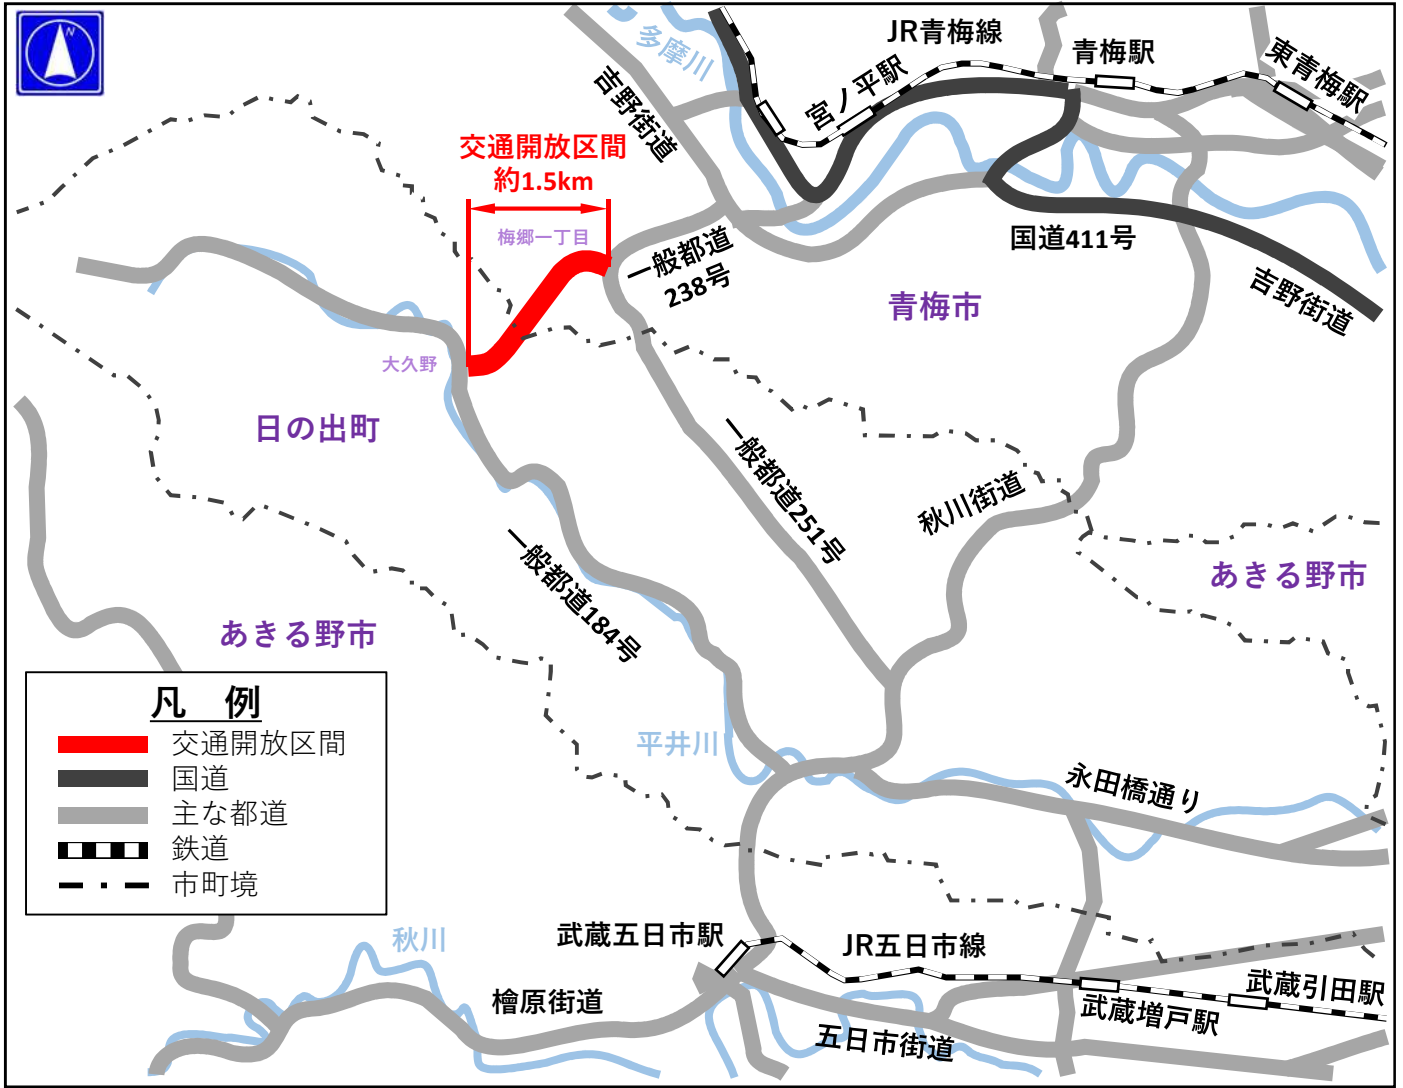 N
多摩川
JR青梅線
青梅駅
東青梅駅
宮ノ平駅
吉野街道
交通開放区間
約1.5km
梅郷一丁目
一般都道
238号
国道411号
吉野街道
青梅市
大久野
日の出町
一般都道251号
秋川街道
一般都道184号
あきる野市
あきる野市
凡 例
交通開放区間
国道
主な都道
鉄道
市町境
平井川
永田橋通り
秋川
武蔵五日市駅
JR五日市線
檜原街道
五日市街道
武蔵増戸駅
武蔵引田駅